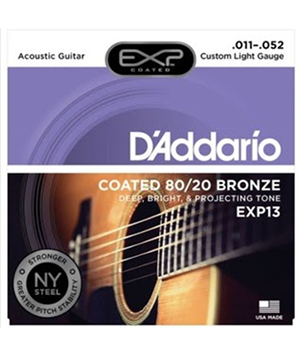 Acoustic Guitar
EXP
COATED
.011-.052
Custom Light Gauge
D'Addario
COATED 80/20 BRONZE
DEEP, BRIGHT, & PROJECTING TONE
EXP13
STRONGER
NY
STEEL
GREATER PITCH STABILITY
USA MADE